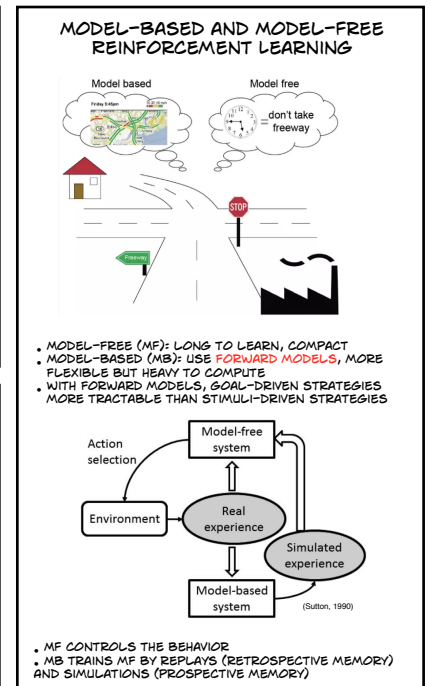 MODEL-BASED AND MODEL-FREE
REINFORCEMENT LEARNING
Model based
Model free
Friday 5:45pm
=don't take
freeway
STOP
Freeway
. MODEL-FREE (MF): LONG TO LEARN, COMPACT
. MODEL-BASED (MB): USE FORWARD MODELS, MORE
FLEXIBLE BUT HEAVY TO COMPUTE
. WITH FORWARD MODELS, GOAL-DRIVEN STRATEGIES
MORE TRACTABLE THAN STIMULI-DRIVEN STRATEGIES
Action
selection
Model-free
system
Environment
Real
experience
Simulated
experience
Model-based
system
(Sutton, 1990)
. MF CONTROLS THE BEHAVIOR
. MB TRAINS MF BY REPLAYS (RETROSPECTIVE MEMORY)
AND SIMULATIONS (PROSPECTIVE MEMORY)